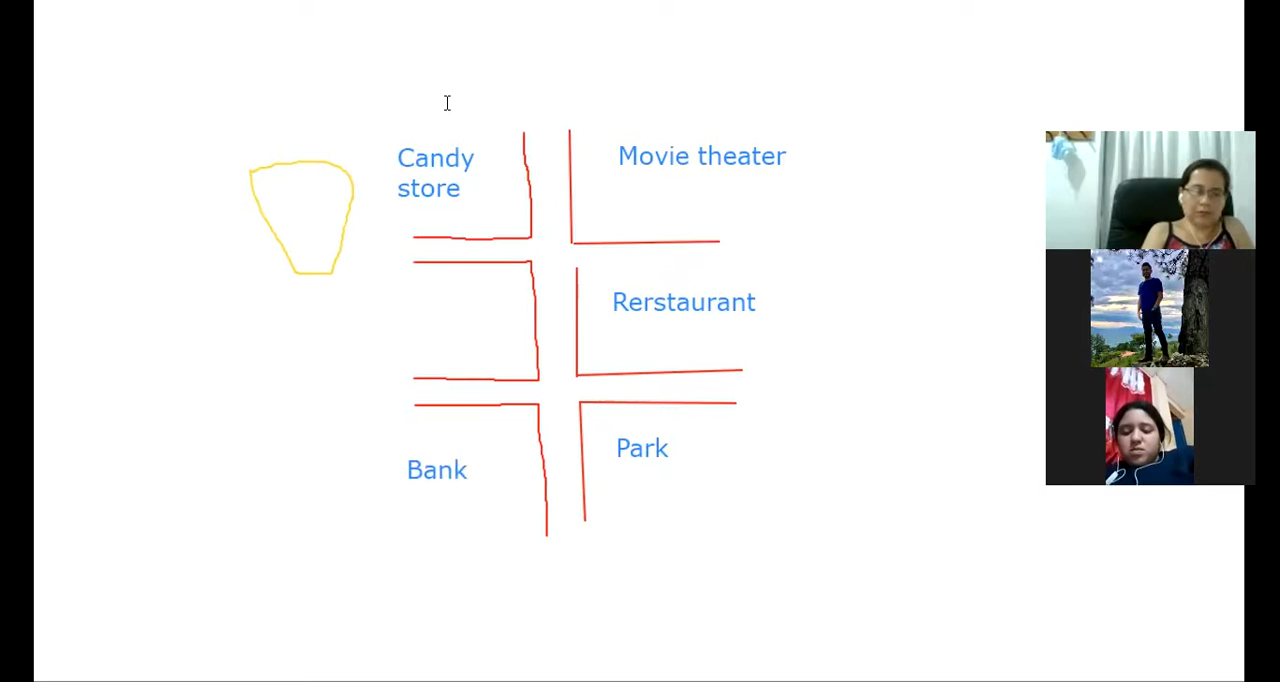 Candy
store
Movie theater
Rerstaurant
Bank
Park